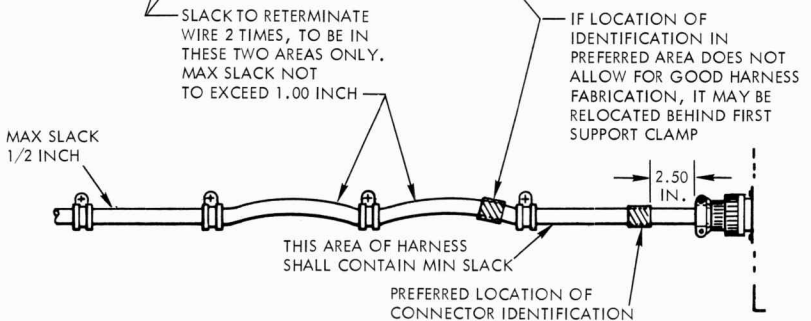 SLACK TO RETERMINATE
WIRE 2 TIMES, TO BE IN
THESE TWO AREAS ONLY.
MAX SLACK NOT
TO EXCEED 1.00 INCH
IF LOCATION OF
IDENTIFICATION IN
PREFERRED AREA DOES NOT
ALLOW FOR GOOD HARNESS
FABRICATION, IT MAY BE
RELOCATED BEHIND FIRST
SUPPORT CLAMP
MAX SLACK
1/2 INCH
2.50
IN.
THIS AREA OF HARNESS
SHALL CONTAIN MIN SLACK
PREFERRED LOCATION OF
CONNECTOR IDENTIFICATION